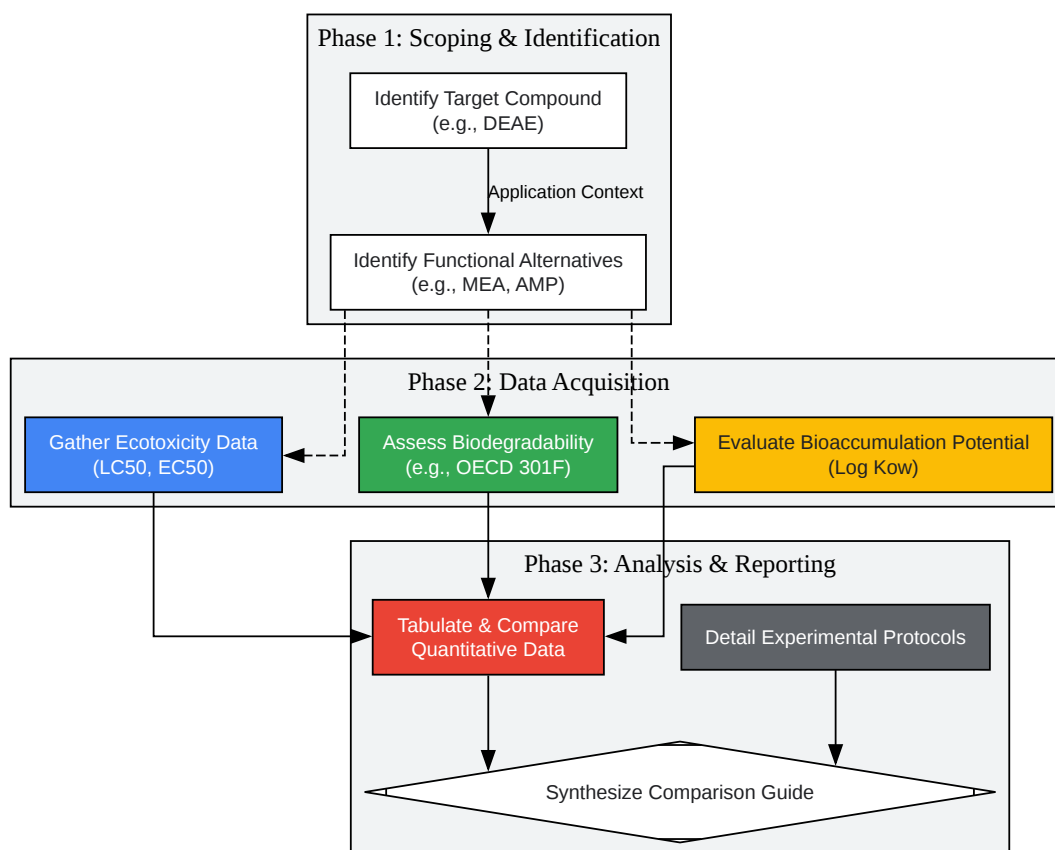 Phase 1: Scoping & Identification
Identify Target Compound
(e.g., DEAE)
Application Context
Identify Functional Alternatives
(e.g., MEA, AMP)
Phase 2: Data Acquisition
Gather Ecotoxicity Data
(LC50, EC50)
Assess Biodegradability
(e.g., OECD 301F)
Evaluate Bioaccumulation Potential
(Log Kow)
Phase 3: Analysis & Reporting
Tabulate & Compare
Quantitative Data
Detail Experimental Protocols
Synthesize Comparison Guide